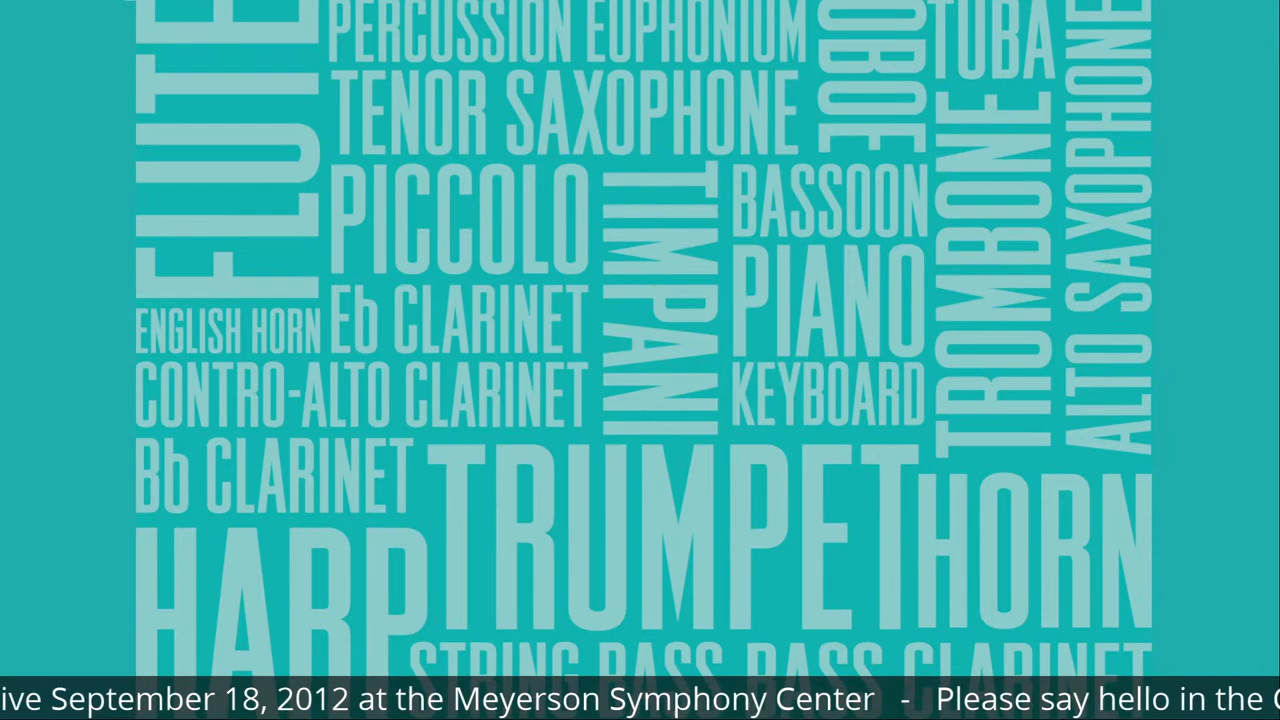 FLUTE
PERCUSSION EUPHONIUM
OBOE
TUBA
TENOR SAXOPHONE
TROMBONE
ALTO SAXOPHONE
PICCOLO
TIMPANI
BASSOON
PIANO
ENGLISH HORN
Eb CLARINET
CONTRO-ALTO CLARINET
KEYBOARD
Bb CLARINET
TRUMPET
HORN
HARP
STRING BASS BASS CLARINET
ive September 18, 2012 at the Meyerson Symphony Center - Please say hello in the